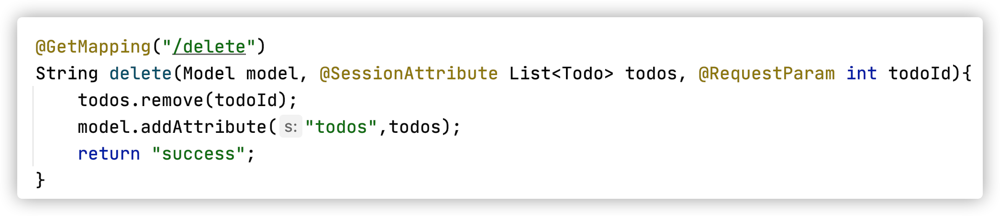 @GetMapping("/delete")
String delete(Model model, @SessionAttribute List<Todo> todos, @RequestParam int todoId){
    todos.remove(todoId);
    model.addAttribute( s: "todos",todos);
    return "success";
}